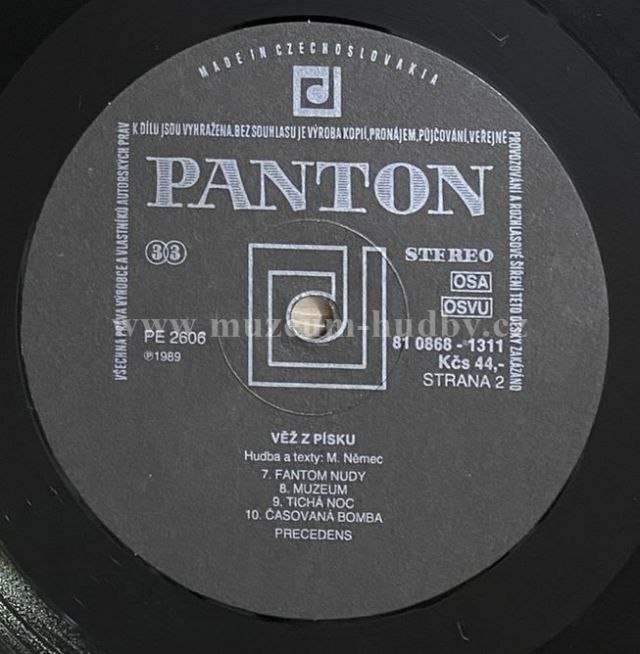 MADE IN CZECHOSLOVAKIA
VŠECHNA PRÁVA VÝROBCE A VLASTNÍKŮ AUTORSKÝCH PRÁV
K DÍLU JSOU VYHRAŽENA. BEZ SOUHLASU JE VÝROBA KOPIÍ, PRONÁJEM, PŮJČOVÁNÍ, VEŘEJNÉ
PROVOZOVÁNÍ A ROZHLASOVÉ ŠÍŘENÍ TÉTO DESKY ZAKÁZÁNO
PANTON
33
STEREO
OSA
OSVU
www.muzeum-hudby.cz
PE 2606
81 0868 - 1311
℗1989
Kčs 44,-
STRANA 2
VĚŽ Z PÍSKU
Hudba a texty: M. Němec
7. FANTOM NUDY
8. MUZEUM
9. TICHÁ NOC
10. ČASOVANÁ BOMBA
PRECEDENS